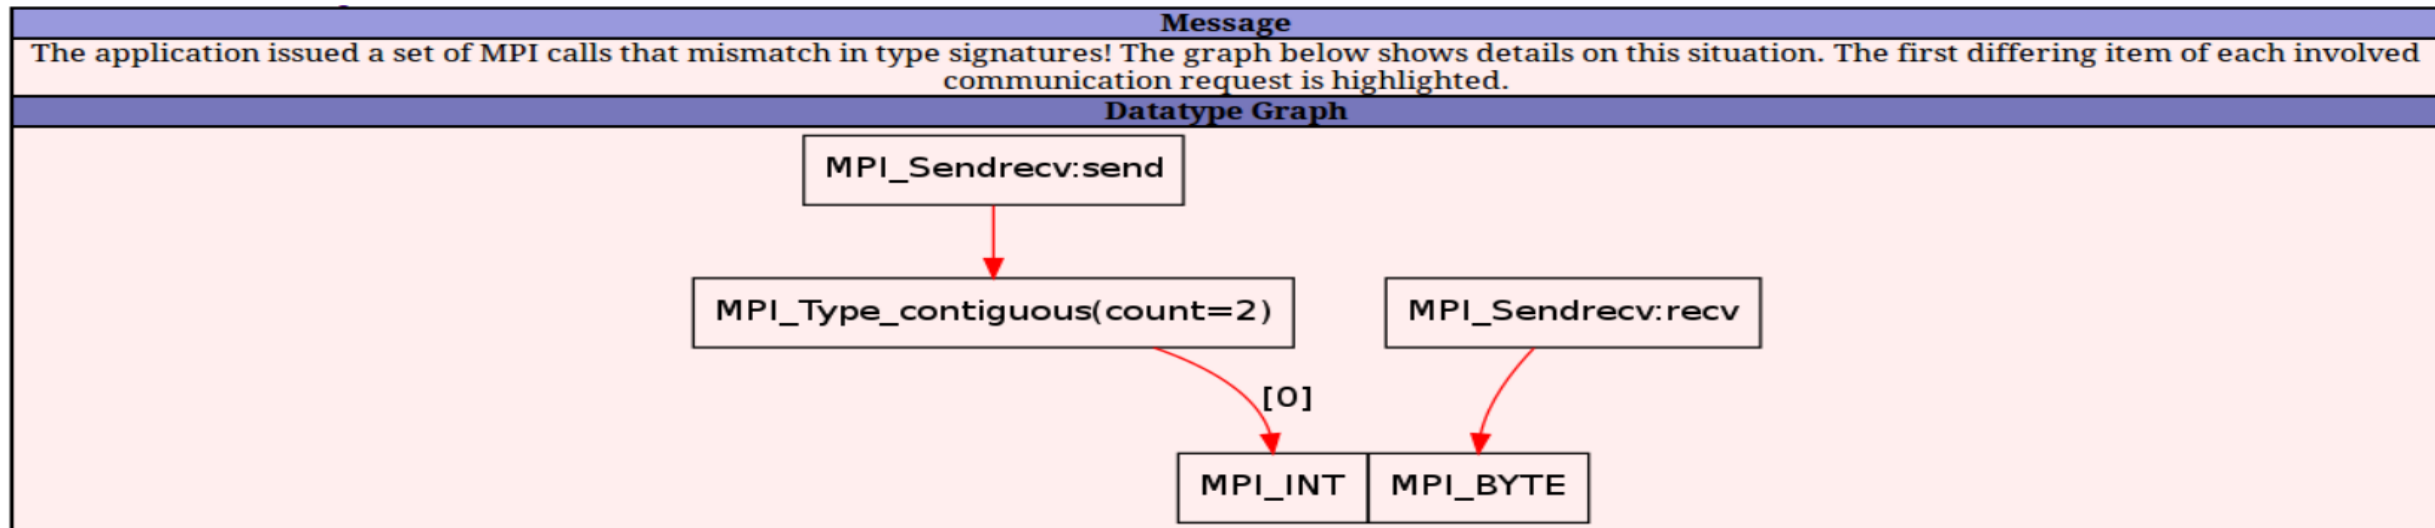 Message
The application issued a set of MPI calls that mismatch in type signatures! The graph below shows details on this situation. The first differing item of each involved
communication request is highlighted.
Datatype Graph
MPI_Sendrecv:send
MPI_Type_contiguous(count=2)
MPI_Sendrecv:recv
[0]
MPI_INT
MPI_BYTE